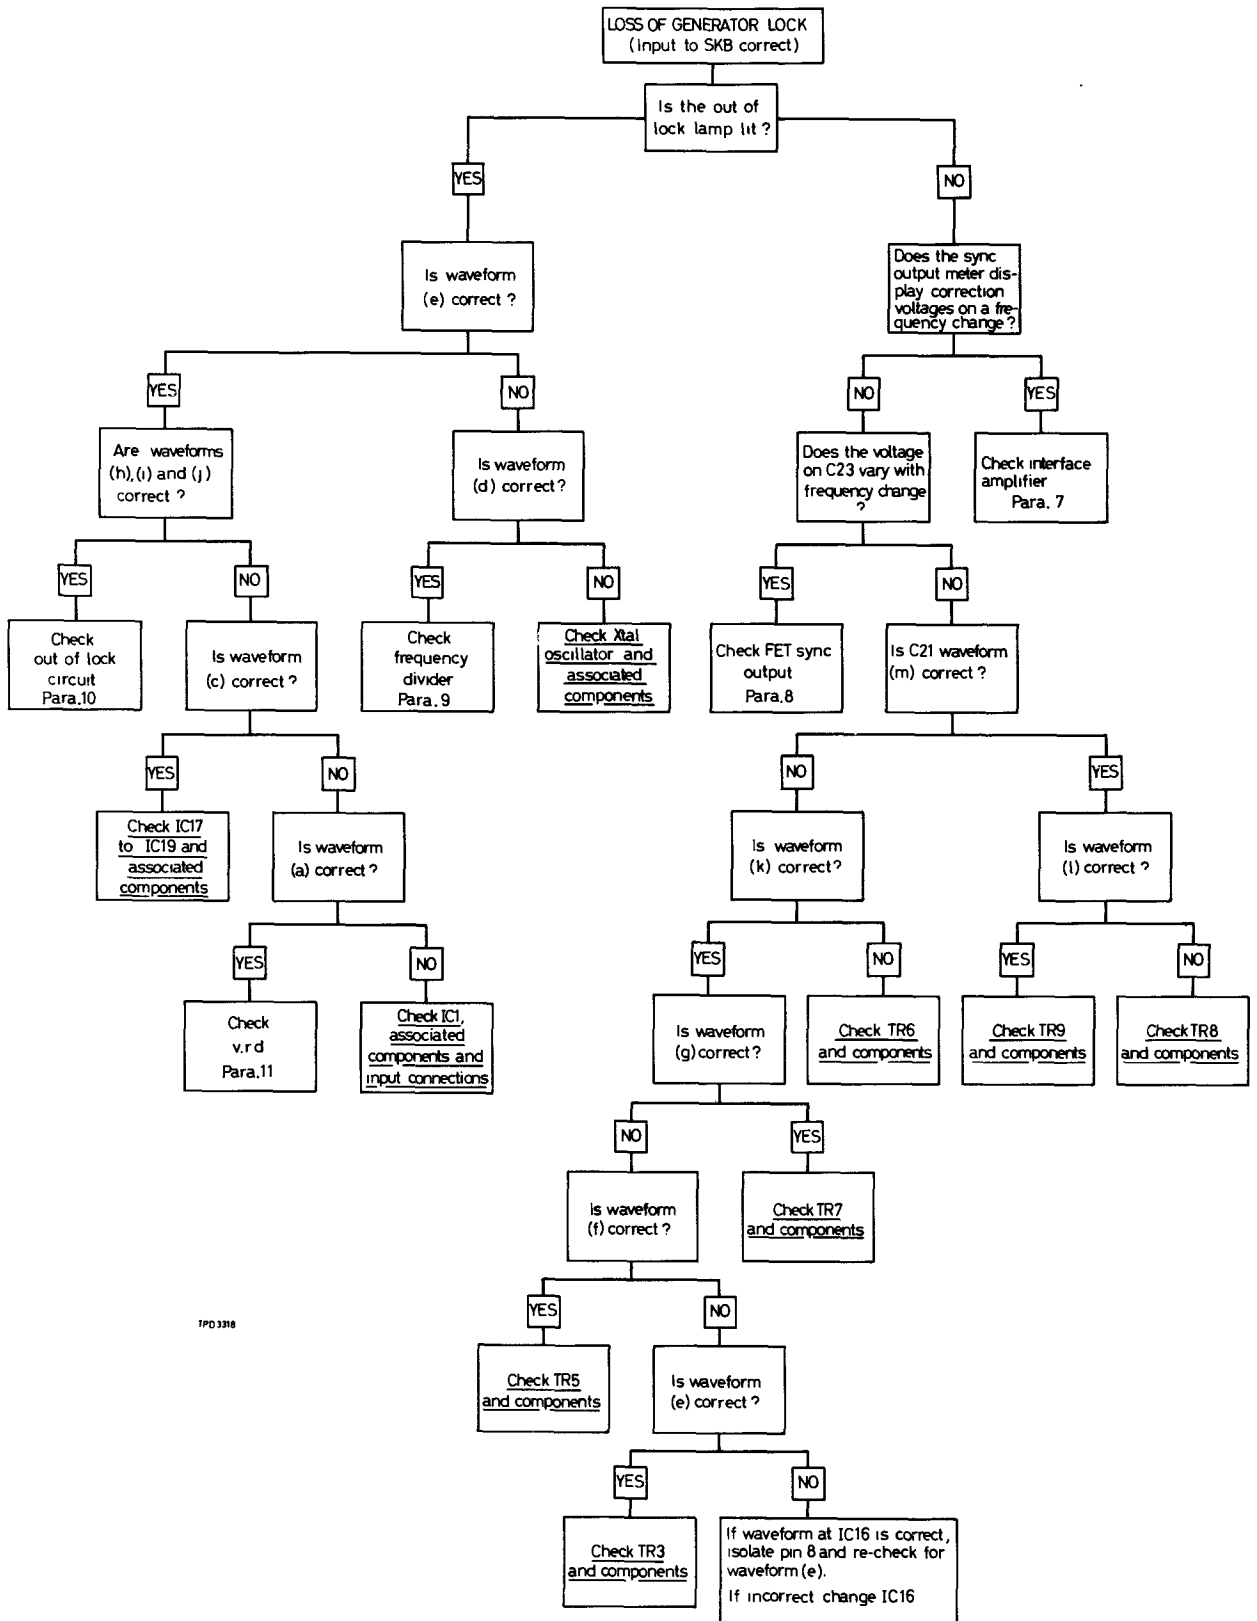 LOSS OF GENERATOR LOCK
(Input to SKB correct)
Is the out of
lock lamp lit ?
YES
NO
Is waveform
(e) correct ?
Does the sync
output meter dis-
play correction
voltages on a fre-
quency change ?
YES
NO
NO
YES
Are waveforms
(h),(i) and (j)
correct ?
Is waveform
(d) correct?
Does the voltage
on C23 vary with
frequency change
?
Check interface
amplifier
Para. 7
YES
NO
YES
NO
YES
NO
Check
out of lock
circuit
Para.10
Is waveform
(c) correct ?
Check
frequency
divider
Para. 9
Check Xtal
oscillator and
associated
components
Check FET sync
output
Para.8
Is C21 waveform
(m) correct ?
YES
NO
NO
YES
Check IC17
to IC19 and
associated
components
Is waveform
(a) correct ?
Is waveform
(k) correct?
Is waveform
(l) correct ?
YES
NO
YES
NO
YES
NO
Check
v.r d
Para.11
Check IC1,
associated
components and
input connections
Is waveform
(g) correct ?
Check TR6
and components
Check TR9
and components
Check TR8
and components
NO
YES
Is waveform
(f) correct ?
Check TR7
and components
YES
NO
TPD 3318
Check TR5
and components
Is waveform
(e) correct ?
YES
NO
Check TR3
and components
If waveform at IC16 is correct,
isolate pin 8 and re-check for
waveform (e).
If incorrect change IC16